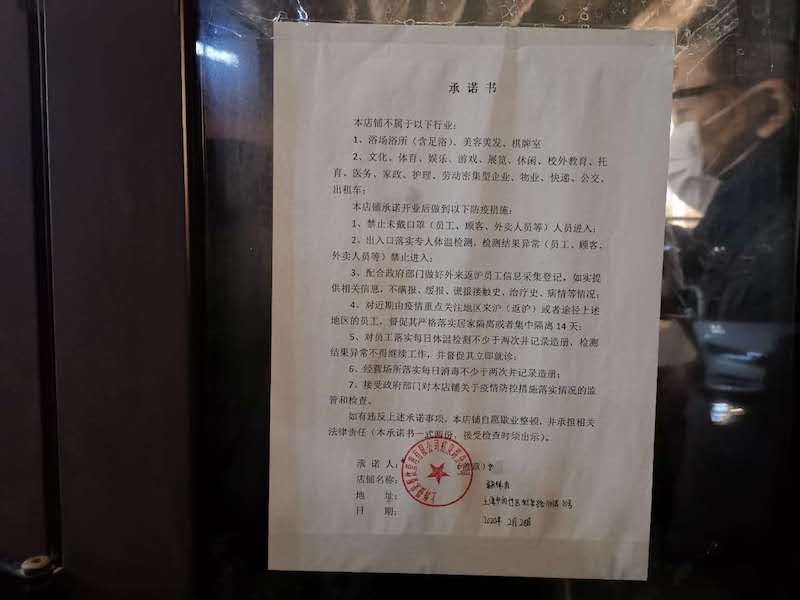 承 诺 书
本店铺不属于以下行业：
1、浴场浴所（含足浴）、美容美发、棋牌室
2、文化、体育、娱乐、游戏、展览、休闲、校外教育、托
育、医务、家政、护理、劳动密集型企业、物业、快递、公交、
出租车；
本店铺承诺开业后做到以下防疫措施：
1、禁止未戴口罩（员工、顾客、外卖人员等）人员进入；
2、出入口落实专人体温检测，检测结果异常（员工、顾客、
外卖人员等）禁止进入；
3、配合政府部门做好外来返沪员工信息采集登记，如实提
供相关信息，不瞒报、缓报、谎报接触史、治疗史、病情等情况；
4、对近期由疫情重点关注地区来沪（返沪）或者途径上述
地区的员工，督促其严格落实居家隔离或者集中隔离 14 天；
5、对员工落实每日体温检测不少于两次并记录造册，检测
结果异常不得继续工作，并督促其立即就诊；
6、经营场所落实每日消毒不少于两次并记录造册；
7、接受政府部门对本店铺关于疫情防控措施落实情况的监
管和检查。
如有违反上述承诺事项，本店铺自愿歇业整顿，并承担相关
法律责任（本承诺书一式两份，接受检查时须出示）。
承 诺 人：
店铺名称：
地 址：
日 期： 2020年 2月28日